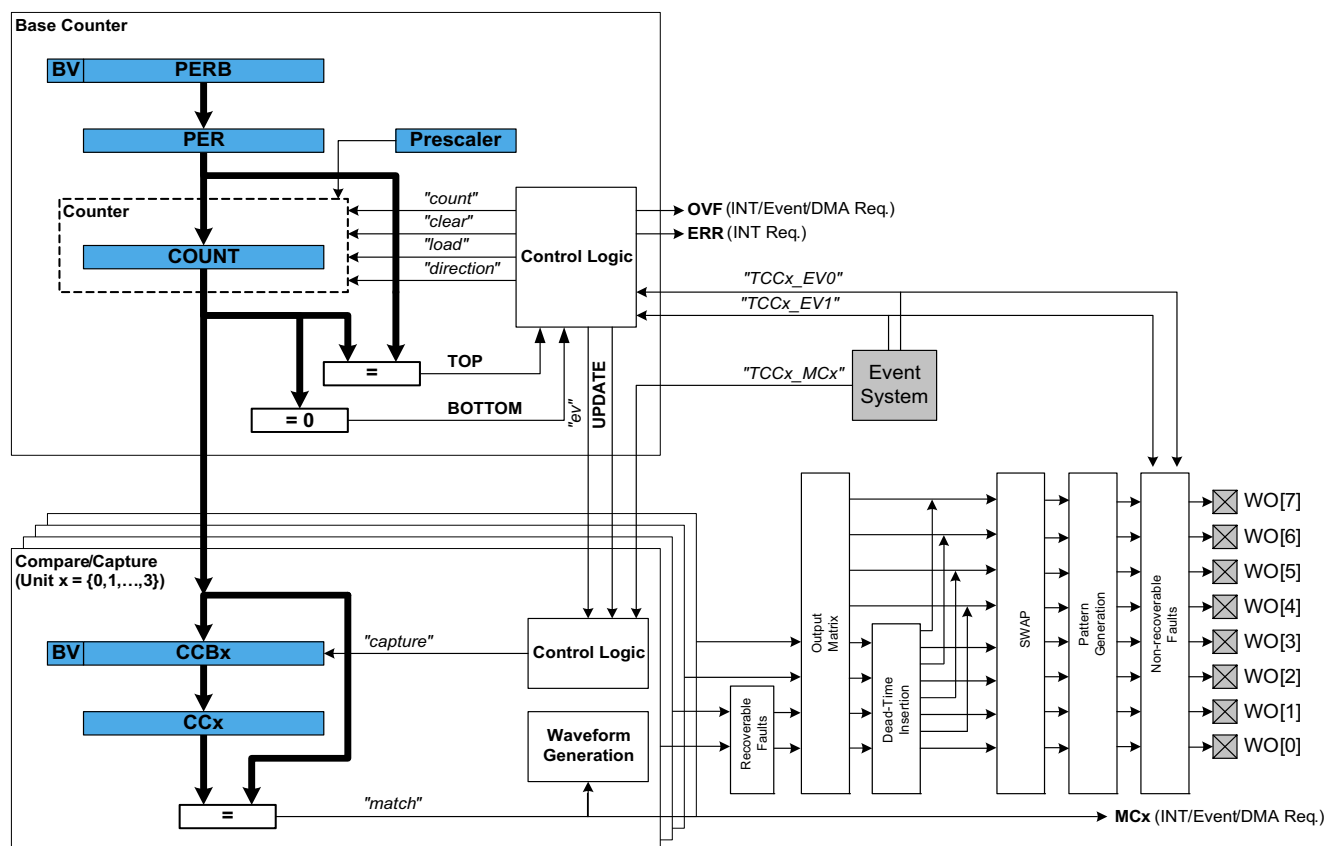 Base Counter
BV
PERB
PER
Prescaler
Counter
COUNT
"count"
"clear"
"load"
"direction"
Control Logic
OVF (INT/Event/DMA Req.)
ERR (INT Req.)
"TCCx_EV0"
"TCCx_EV1"
"TCCx_MCx"
Event
System
=
TOP
= 0
BOTTOM
"ev"
UPDATE
Compare/Capture
(Unit x = {0,1,…,3})
BV
CCBx
"capture"
Control Logic
CCx
Waveform
Generation
=
"match"
Recoverable
Faults
Output
Matrix
Dead-Time
Insertion
SWAP
Pattern
Generation
Non-recoverable
Faults
WO[7]
WO[6]
WO[5]
WO[4]
WO[3]
WO[2]
WO[1]
WO[0]
MCx (INT/Event/DMA Req.)